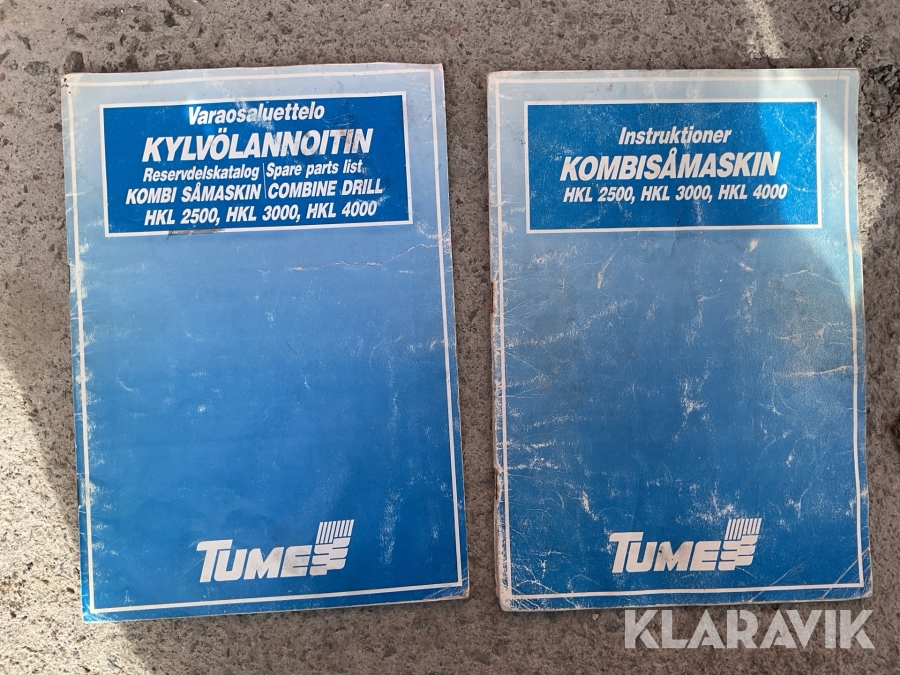 Varaosaluettelo
KYLVÖLANNOITIN
Reservdelskatalog Spare parts list
KOMBI SÅMASKIN COMBINE DRILL
HKL 2500, HKL 3000, HKL 4000
TUME
Instruktioner
KOMBISÅMASKIN
HKL 2500, HKL 3000, HKL 4000
TUME
KLARAVIK